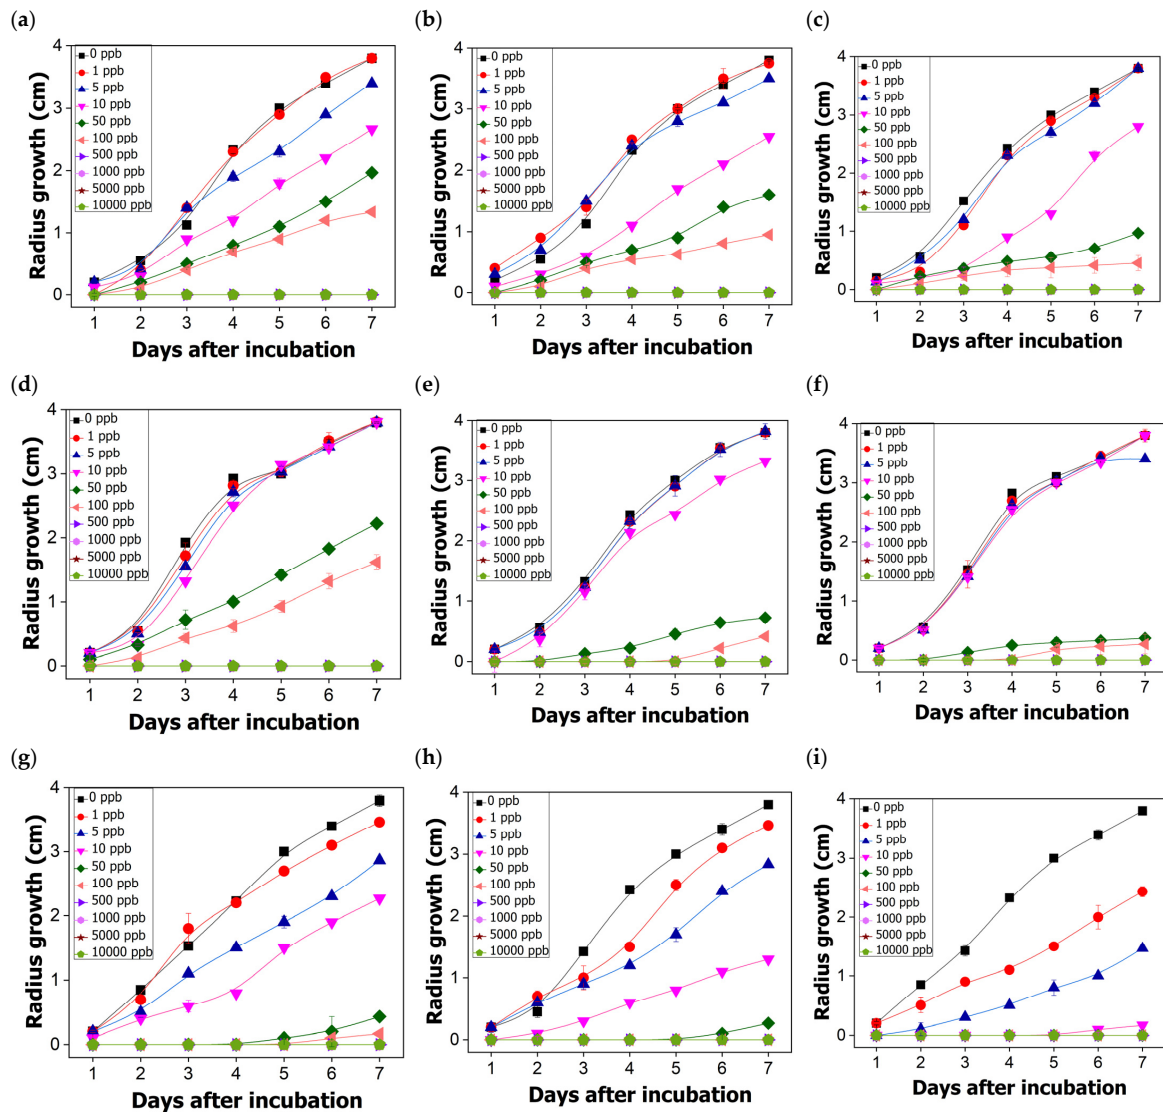 (a)
Radius growth (cm)
4
3
2
1
0
0 ppb
1 ppb
5 ppb
10 ppb
50 ppb
100 ppb
500 ppb
1000 ppb
5000 ppb
10000 ppb
1 2 3 4 5 6 7
Days after incubation
(b)
Radius growth (cm)
4
3
2
1
0
0 ppb
1 ppb
5 ppb
10 ppb
50 ppb
100 ppb
500 ppb
1000 ppb
5000 ppb
10000 ppb
1 2 3 4 5 6 7
Days after incubation
(c)
Radius growth (cm)
4
3
2
1
0
0 ppb
1 ppb
5 ppb
10 ppb
50 ppb
100 ppb
500 ppb
1000 ppb
5000 ppb
10000 ppb
1 2 3 4 5 6 7
Days after incubation
(d)
Radius growth (cm)
4
3
2
1
0
0 ppb
1 ppb
5 ppb
10 ppb
50 ppb
100 ppb
500 ppb
1000 ppb
5000 ppb
10000 ppb
1 2 3 4 5 6 7
Days after incubation
(e)
Radius growth (cm)
4
3
2
1
0
0 ppb
1 ppb
5 ppb
10 ppb
50 ppb
100 ppb
500 ppb
1000 ppb
5000 ppb
10000 ppb
1 2 3 4 5 6 7
Days after incubation
(f)
Radius growth (cm)
4
3
2
1
0
0 ppb
1 ppb
5 ppb
10 ppb
50 ppb
100 ppb
500 ppb
1000 ppb
5000 ppb
10000 ppb
1 2 3 4 5 6 7
Days after incubation
(g)
Radius growth (cm)
4
3
2
1
0
0 ppb
1 ppb
5 ppb
10 ppb
50 ppb
100 ppb
500 ppb
1000 ppb
5000 ppb
10000 ppb
1 2 3 4 5 6 7
Days after incubation
(h)
Radius growth (cm)
4
3
2
1
0
0 ppb
1 ppb
5 ppb
10 ppb
50 ppb
100 ppb
500 ppb
1000 ppb
5000 ppb
10000 ppb
1 2 3 4 5 6 7
Days after incubation
(i)
Radius growth (cm)
4
3
2
1
0
0 ppb
1 ppb
5 ppb
10 ppb
50 ppb
100 ppb
500 ppb
1000 ppb
5000 ppb
10000 ppb
1 2 3 4 5 6 7
Days after incubation